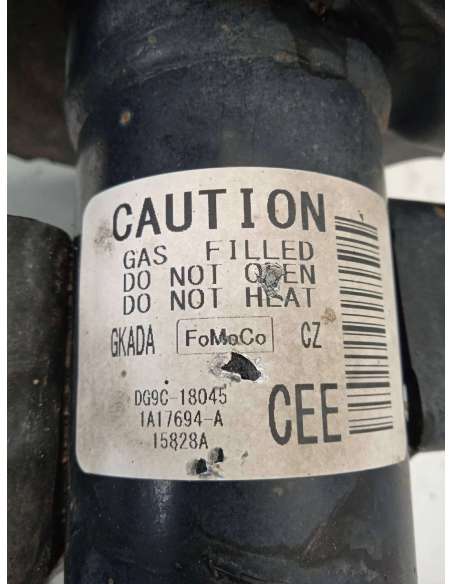 CAUTION
GAS FILLED
DO NOT OPEN
DO NOT HEAT
GKADA FoMoCo CZ
DG9C-18045
1A17694-A
15828A
CEE